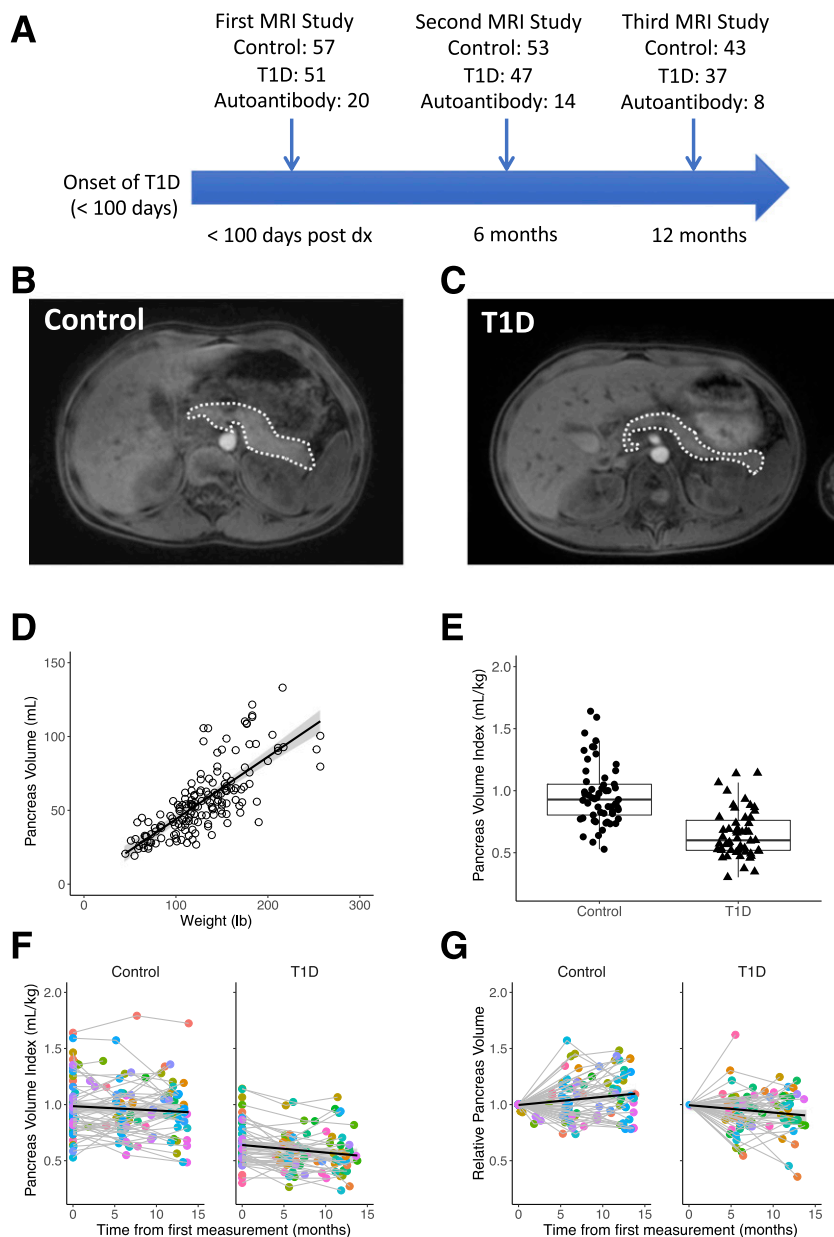 A
First MRI Study
Control: 57
T1D: 51
Autoantibody: 20
Second MRI Study
Control: 53
T1D: 47
Autoantibody: 14
Third MRI Study
Control: 43
T1D: 37
Autoantibody: 8
Onset of T1D
(< 100 days)
< 100 days post dx
6 months
12 months
B
Control
C
T1D
D
Pancreas Volume (mL)
150
100
50
0
0 100 200 300
Weight (lb)
E
Pancreas Volume Index (mL/kg)
2.0
1.5
1.0
0.5
Control T1D
F
Control T1D
Pancreas Volume Index (mL/kg)
2.0
1.5
1.0
0.5
0 5 10 15 0 5 10 15
Time from first measurement (months)
G
Control T1D
Relative Pancreas Volume
2.0
1.5
1.0
0.5
0 5 10 15 0 5 10 15
Time from first measurement (months)